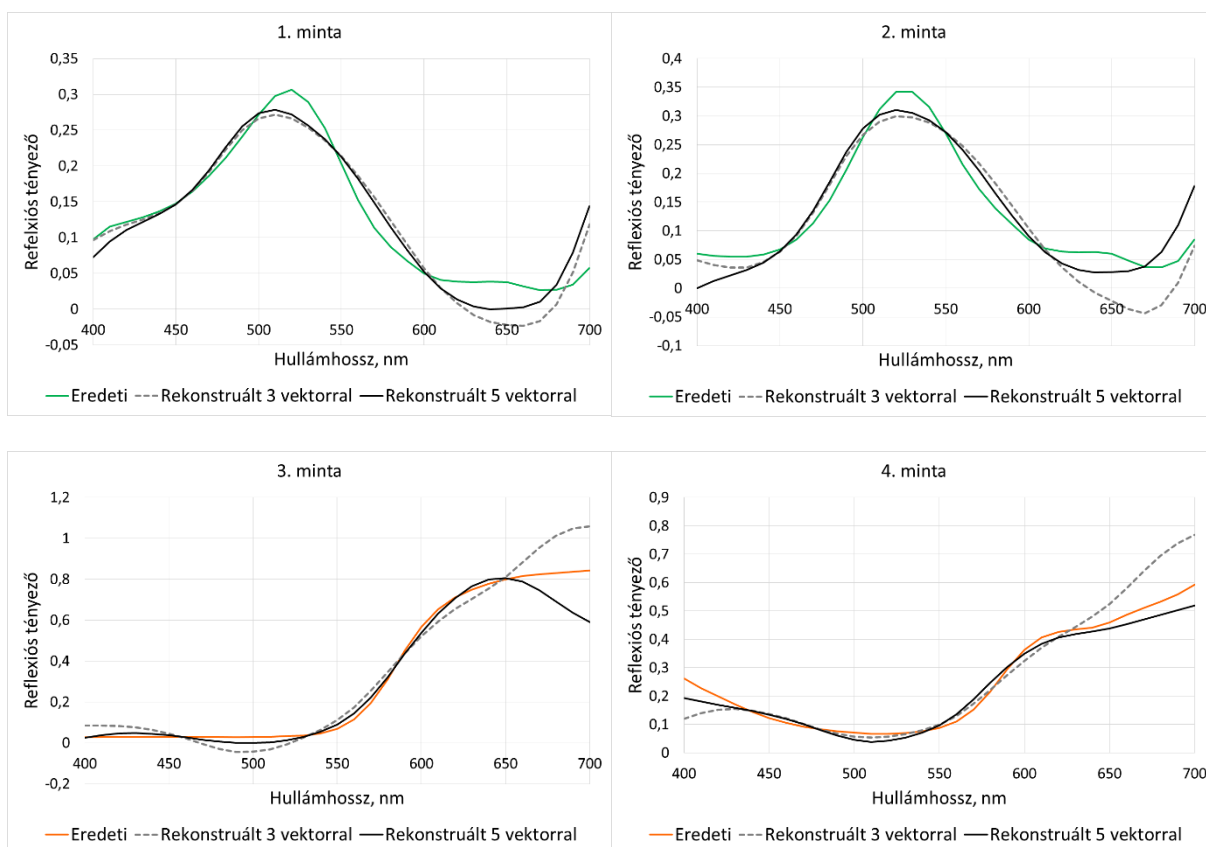 1. minta
Refelxiós tényező
0,35
0,3
0,25
0,2
0,15
0,1
0,05
0
-0,05
400 450 500 550 600 650 700
Hullámhossz, nm
Eredeti Rekonstruált 3 vektorral Rekosntruált 5 vektorral
2. minta
Reflexiós tényező
0,4
0,35
0,3
0,25
0,2
0,15
0,1
0,05
0
-0,05
-0,1
400 450 500 550 600 650 700
Hullámhossz, nm
Eredeti Rekonstruált 3 vektorral Rekosntruált 5 vektorral
3. minta
Reflexiós tényező
1,2
1
0,8
0,6
0,4
0,2
0
-0,2
400 450 500 550 600 650 700
Hullámhossz, nm
Eredeti Rekonstruált 3 vektorral Rekosntruált 5 vektorral
4. minta
Reflexiós tényező
0,9
0,8
0,7
0,6
0,5
0,4
0,3
0,2
0,1
0
400 450 500 550 600 650 700
Hullámhossz, nm
Eredeti Rekonstruált 3 vektorral Rekosntruált 5 vektorral